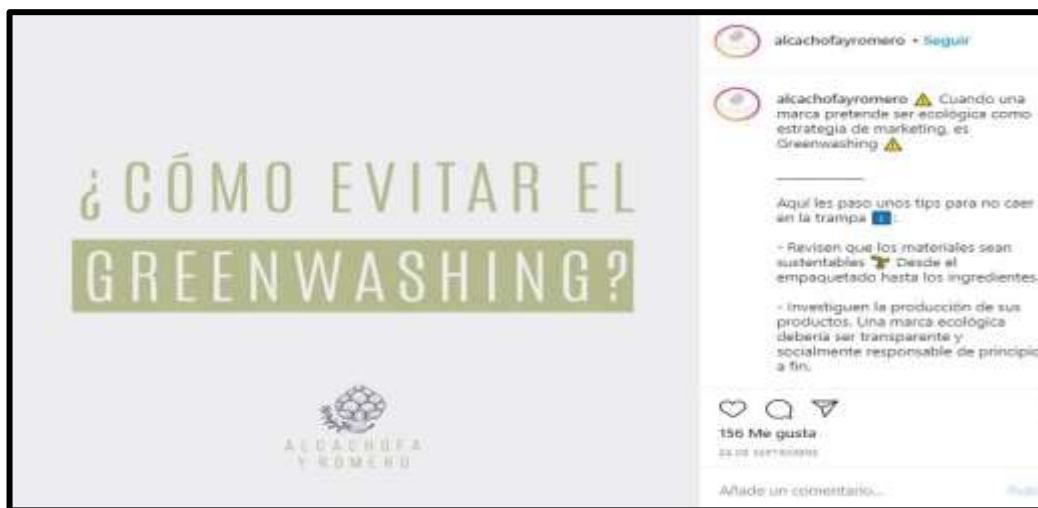 ¿CÓMO EVITAR EL
GREENWASHING?
ALCACHOFA
Y ROMERO
alcachofayromero • Seguir
alcachofayromero ⚠ Cuando una
marca pretende ser ecológica como
estrategia de marketing, es
Greenwashing ⚠
Aquí les paso unos tips para no caer
en la trampa :
- Revisen que los materiales sean
sustentables Desde el
empaquetado hasta los ingredientes.
- Investiguen la producción de sus
productos. Una marca ecológica
debería ser transparente y
socialmente responsable de principio
a fin.
156 Me gusta
DE SEPTIEMBRE
Añade un comentario...